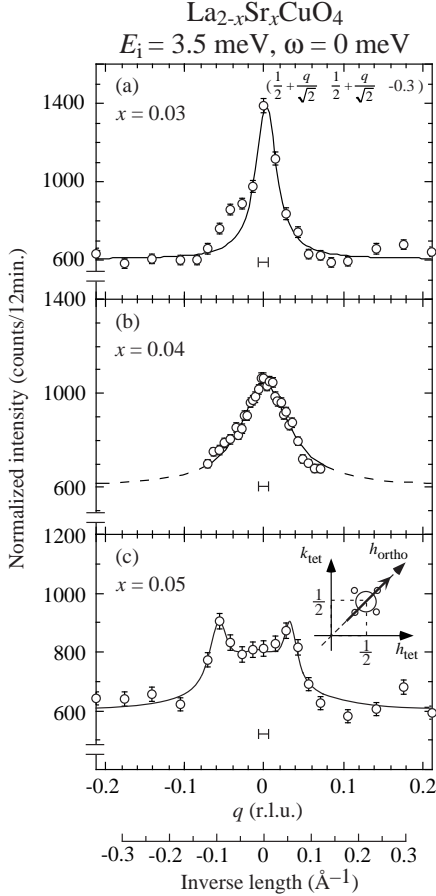 La2-xSrxCuO4
Ei = 3.5 meV, ω = 0 meV
Normalized intensity (counts/12min.)
(a)
x = 0.03
(1/2 + q/√2 1/2 + q/√2 -0.3)
1400
1000
600
(b)
x = 0.04
1400
1000
600
(c)
x = 0.05
1200
1000
800
600
ktet
hortho
1/2
1/2
htet
-0.2 -0.1 0 0.1 0.2
q (r.l.u.)
-0.3 -0.2 -0.1 0 0.1 0.2 0.3
Inverse length (Å–1)